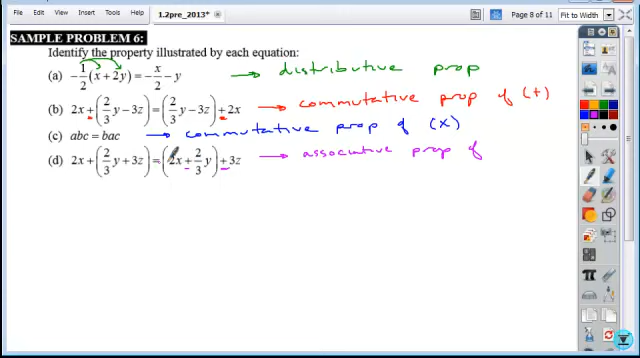 File Edit View Insert Tools Help 1.2pre_2013* Page 8 of 11 Fit to Width
SAMPLE PROBLEM 6:
Identify the property illustrated by each equation:
(a) -1/2(x + 2y) = -x/2 - y → distributive prop
(b) 2x + (2/3y - 3z) = (2/3y - 3z) + 2x → commutative prop of (+)
(c) abc = bac → commutative prop of (x)
(d) 2x + (2/3y + 3z) = (2x + 2/3y) + 3z → associative prop of